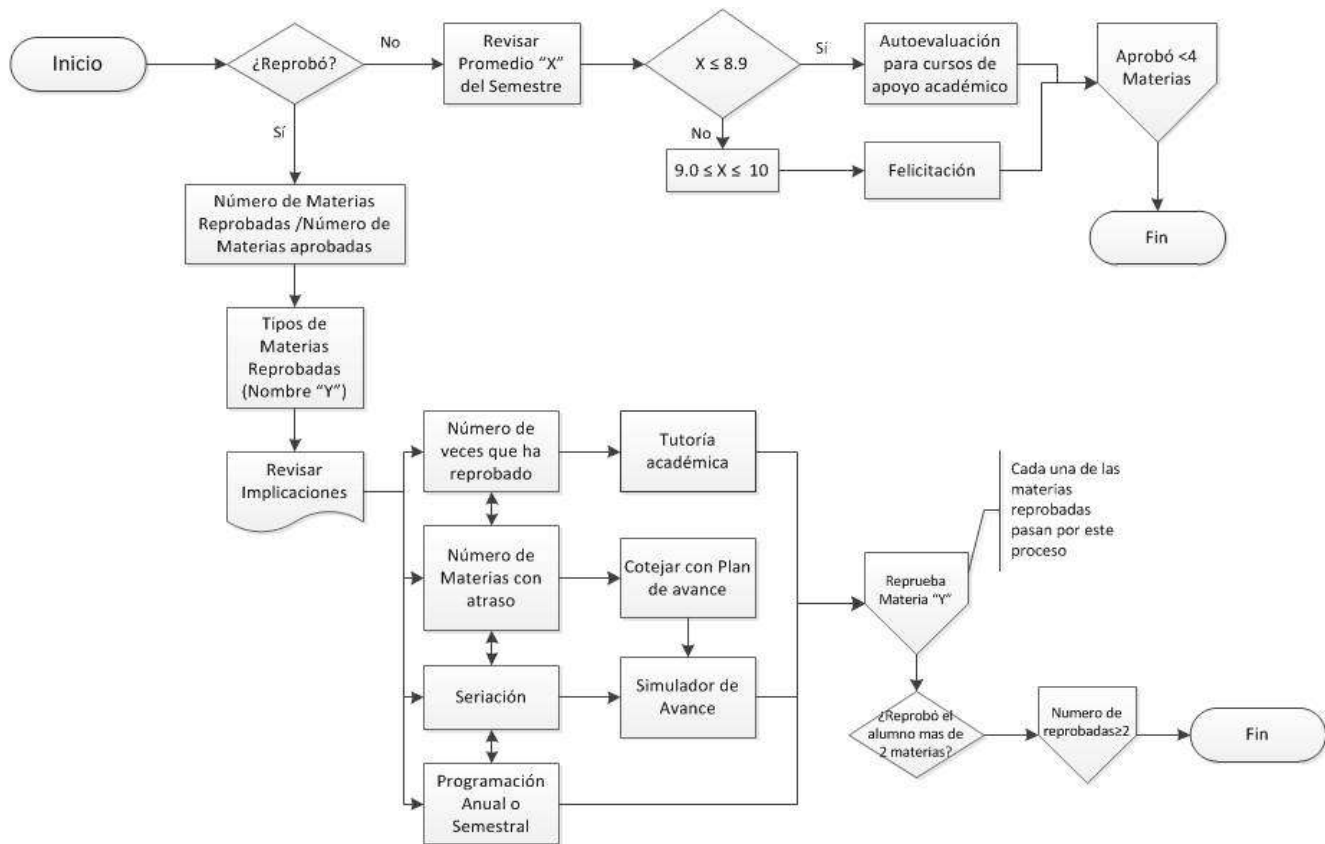 Inicio
¿Reprobó?
No
Revisar
Promedio “X”
del Semestre
X ≤ 8.9
Sí
Autoevaluación
para cursos de
apoyo académico
Aprobó <4
Materias
No
9.0 ≤ X ≤ 10
Felicitación
Fin
Sí
Número de Materias
Reprobadas /Número de
Materias aprobadas
Tipos de
Materias
Reprobadas
(Nombre “Y”)
Revisar
Implicaciones
Número de
veces que ha
reprobado
Tutoría
académica
Número de
Materias con
atraso
Cotejar con Plan
de avance
Seriación
Simulador de
Avance
Programación
Anual o
Semestral
Cada una de las
materias
reprobadas
pasan por este
proceso
Reprueba
Materia “Y”
¿Reprobó el
alumno mas de
2 materias?
Numero de
reprobadas≥2
Fin